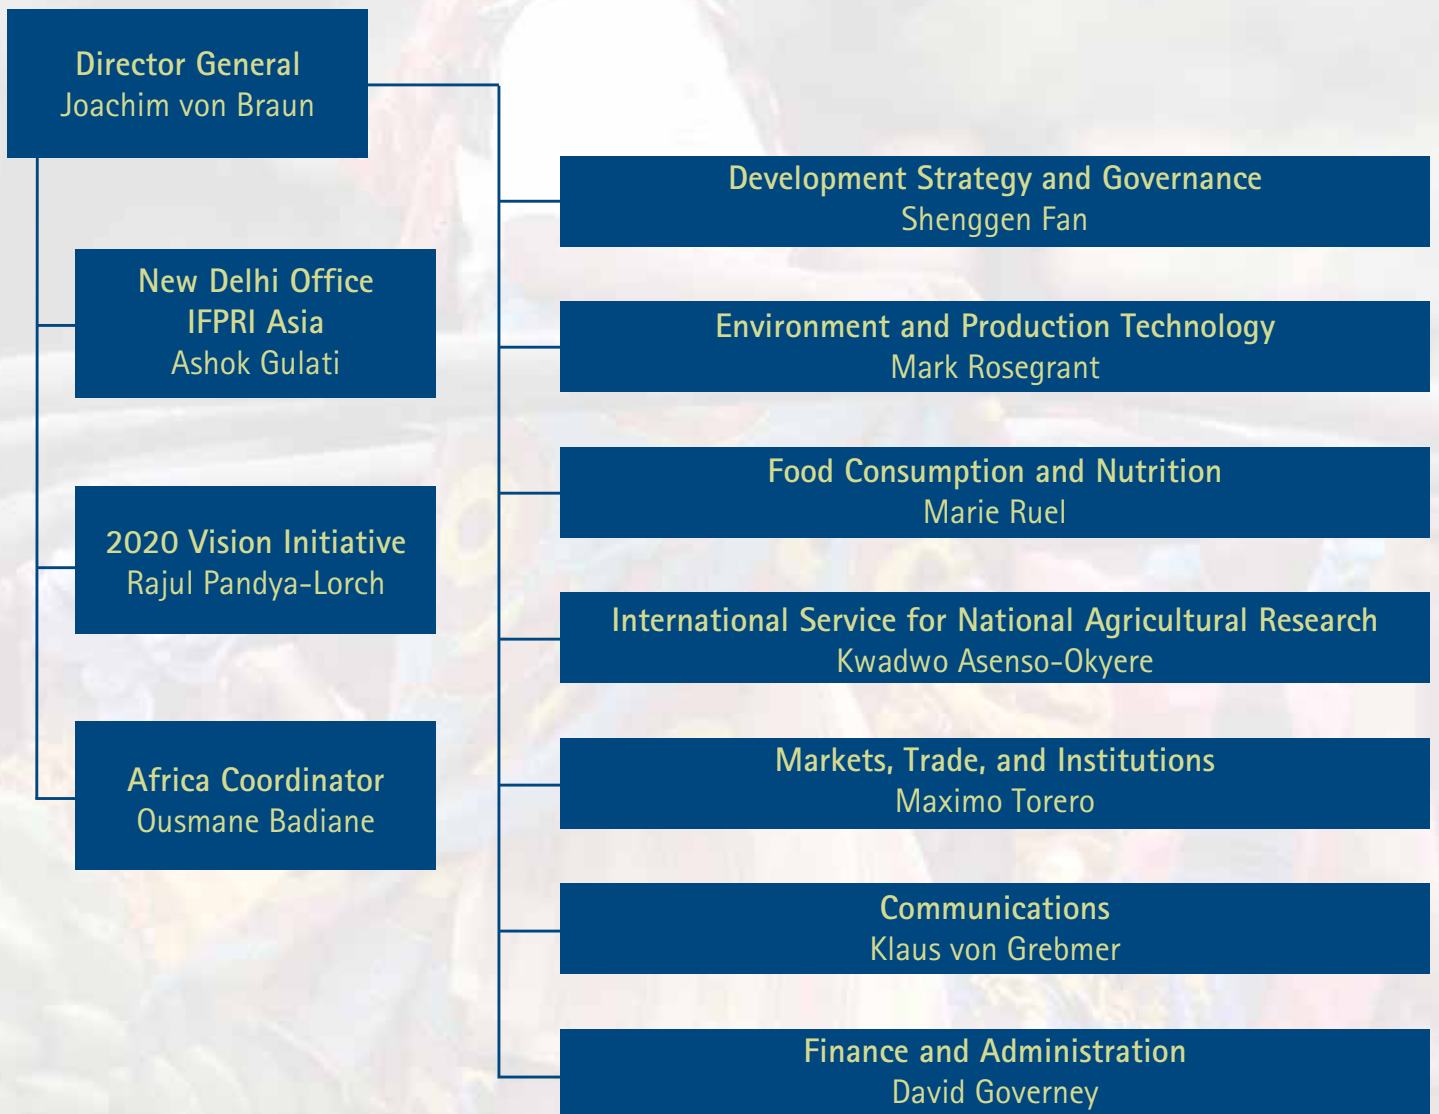 Director General
Joachim von Braun
New Delhi Office
IFPRI Asia
Ashok Gulati
2020 Vision Initiative
Rajul Pandya-Lorch
Africa Coordinator
Ousmane Badiane
Development Strategy and Governance
Shenggen Fan
Environment and Production Technology
Mark Rosegrant
Food Consumption and Nutrition
Marie Ruel
International Service for National Agricultural Research
Kwadwo Asenso-Okyere
Markets, Trade, and Institutions
Maximo Torero
Communications
Klaus von Grebmer
Finance and Administration
David Governey